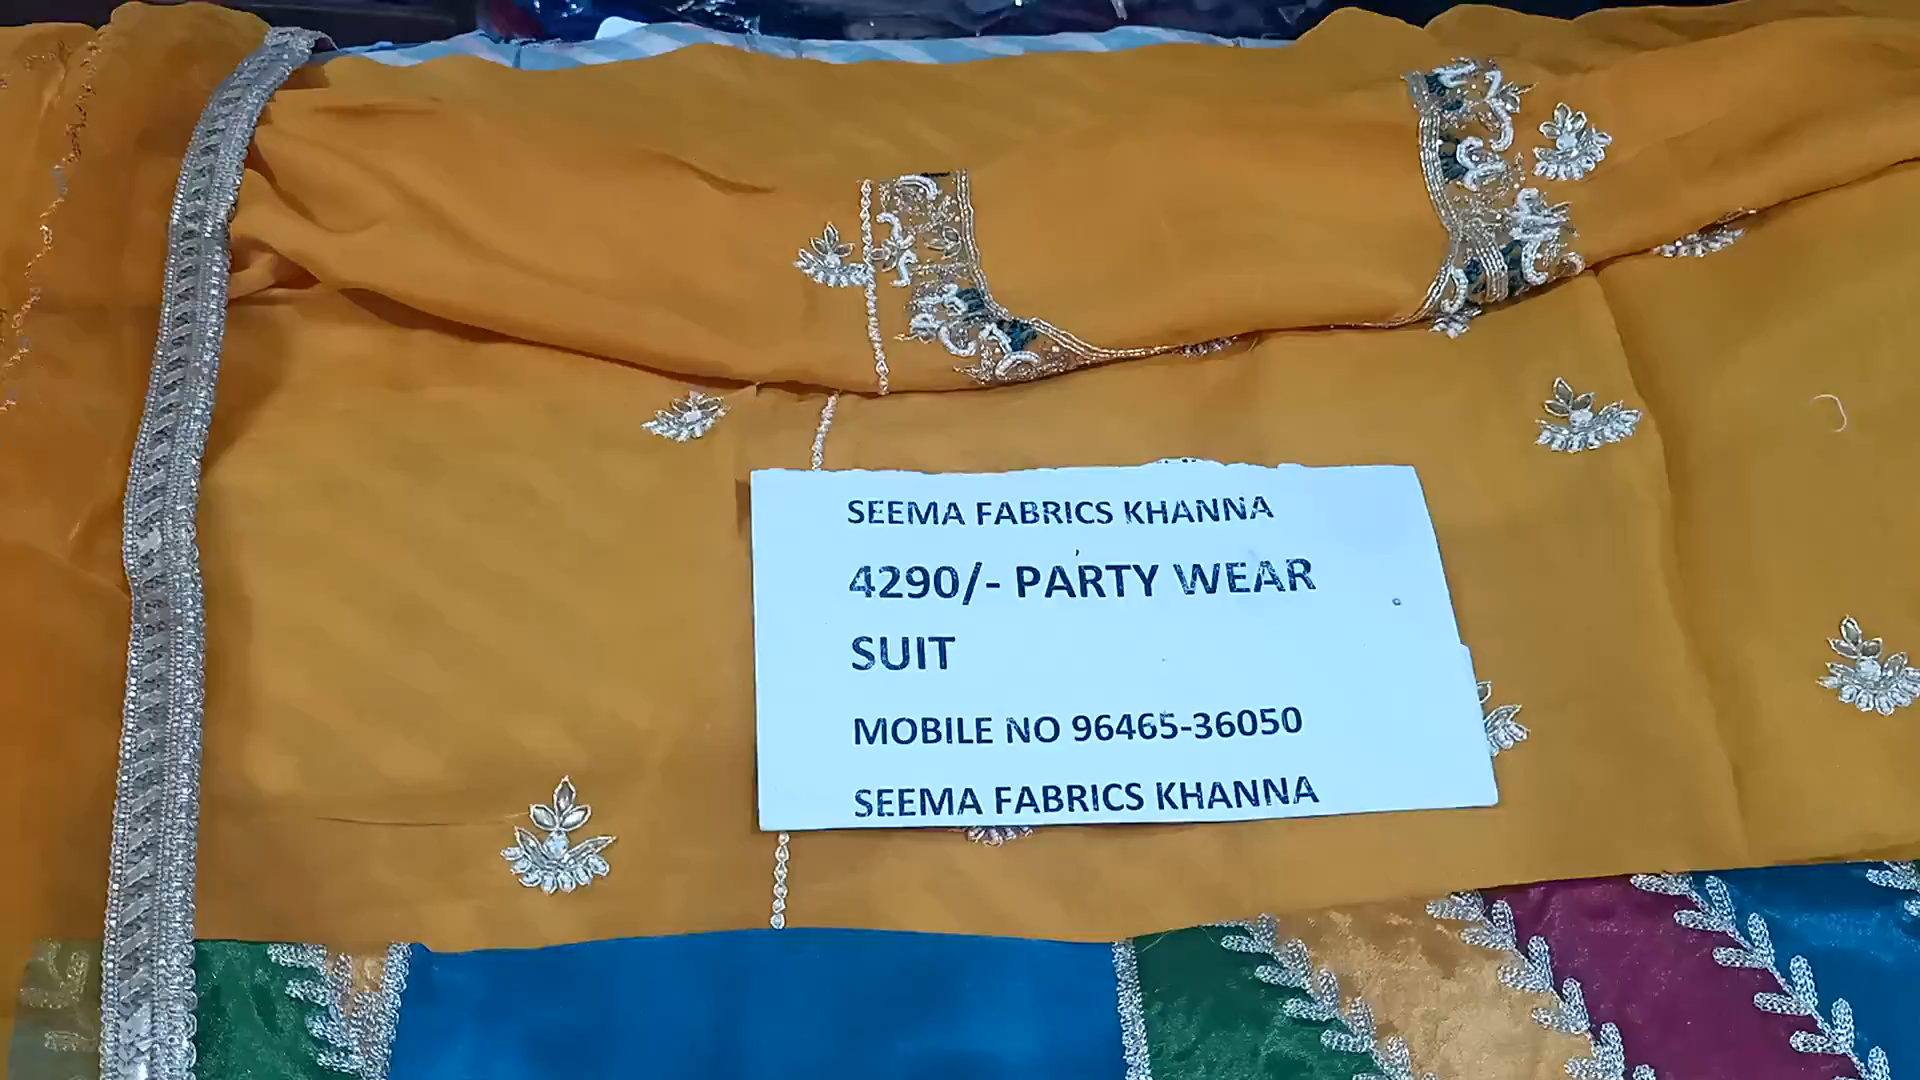 SEEMA FABRICS KHANNA
4290/- PARTY WEAR
SUIT
MOBILE NO 96465-36050
SEEMA FABRICS KHANNA